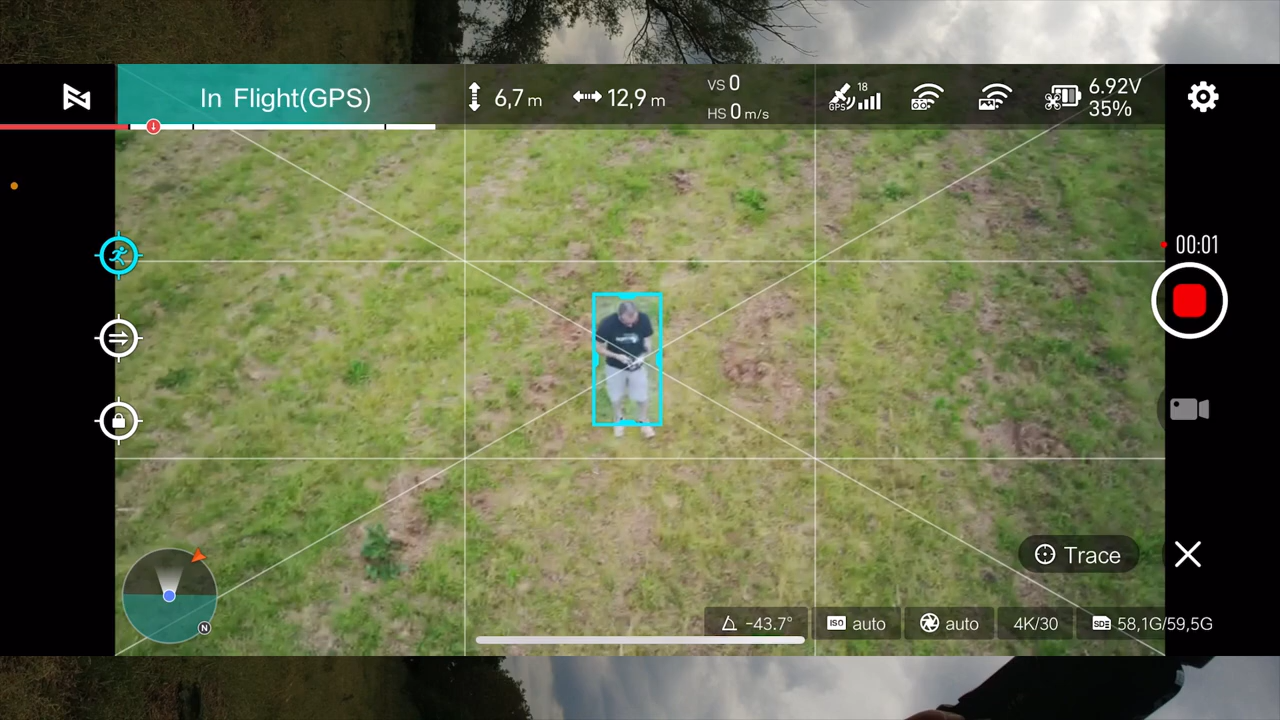 In Flight(GPS)
6,7 m
12,9 m
VS 0
HS 0 m/s
GPS
18
6.92V
35%
00:01
Trace
N
-43.7°
ISO auto
auto
4K/30
58,1G/59,5G